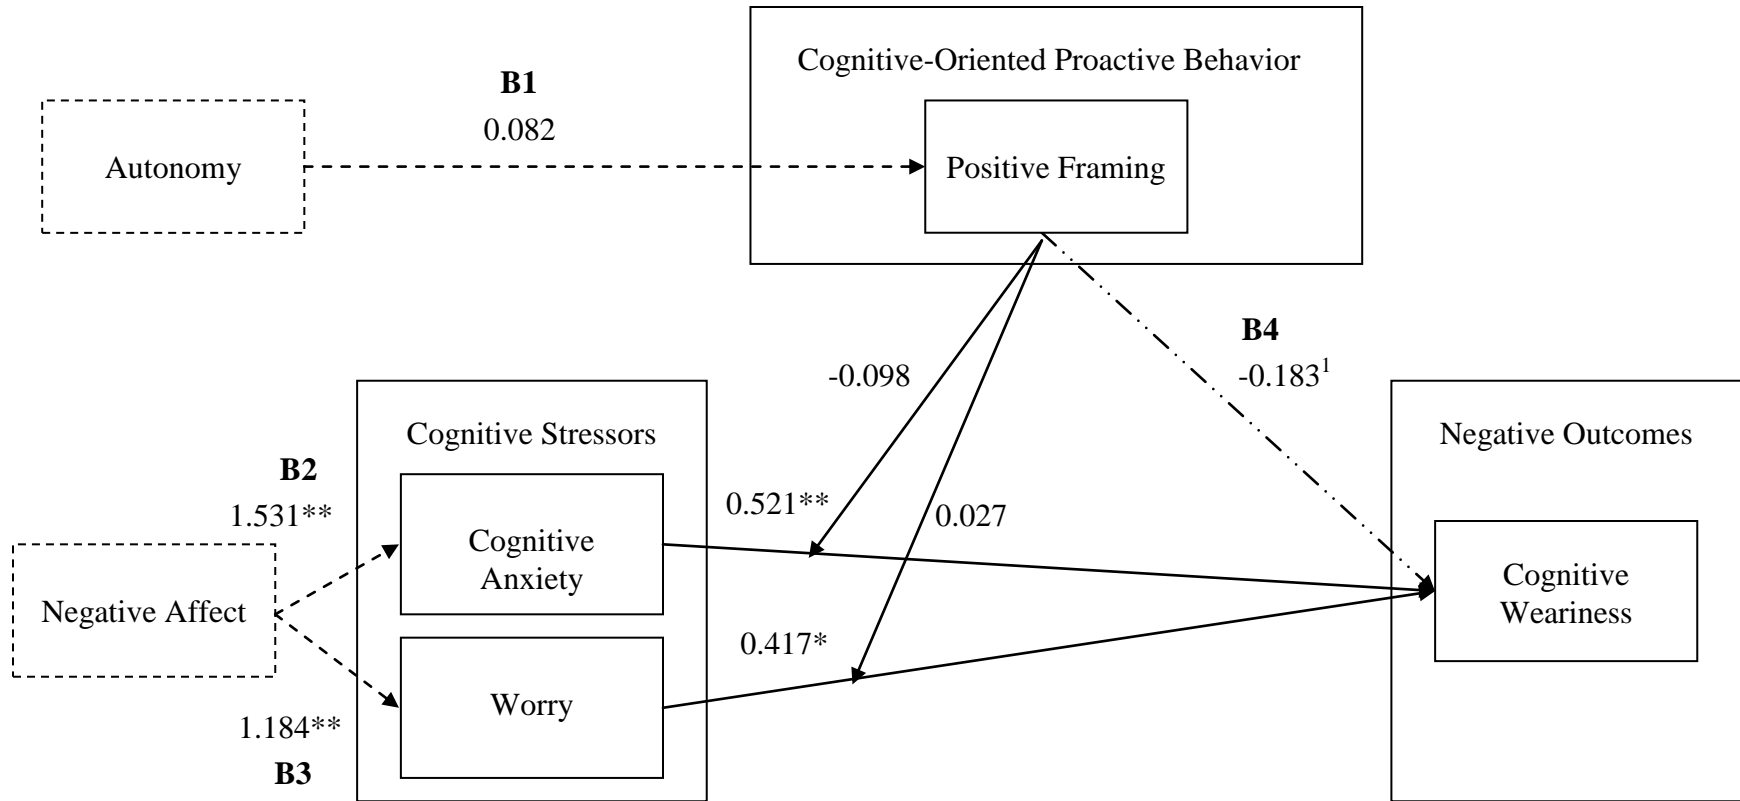 Cognitive-Oriented Proactive Behavior
B1
0.082
Autonomy
Positive Framing
B4
-0.183¹
-0.098
Cognitive Stressors
Negative Outcomes
B2
1.531**
0.521**
0.027
Cognitive
Anxiety
Cognitive
Weariness
Negative Affect
0.417*
Worry
1.184**
B3